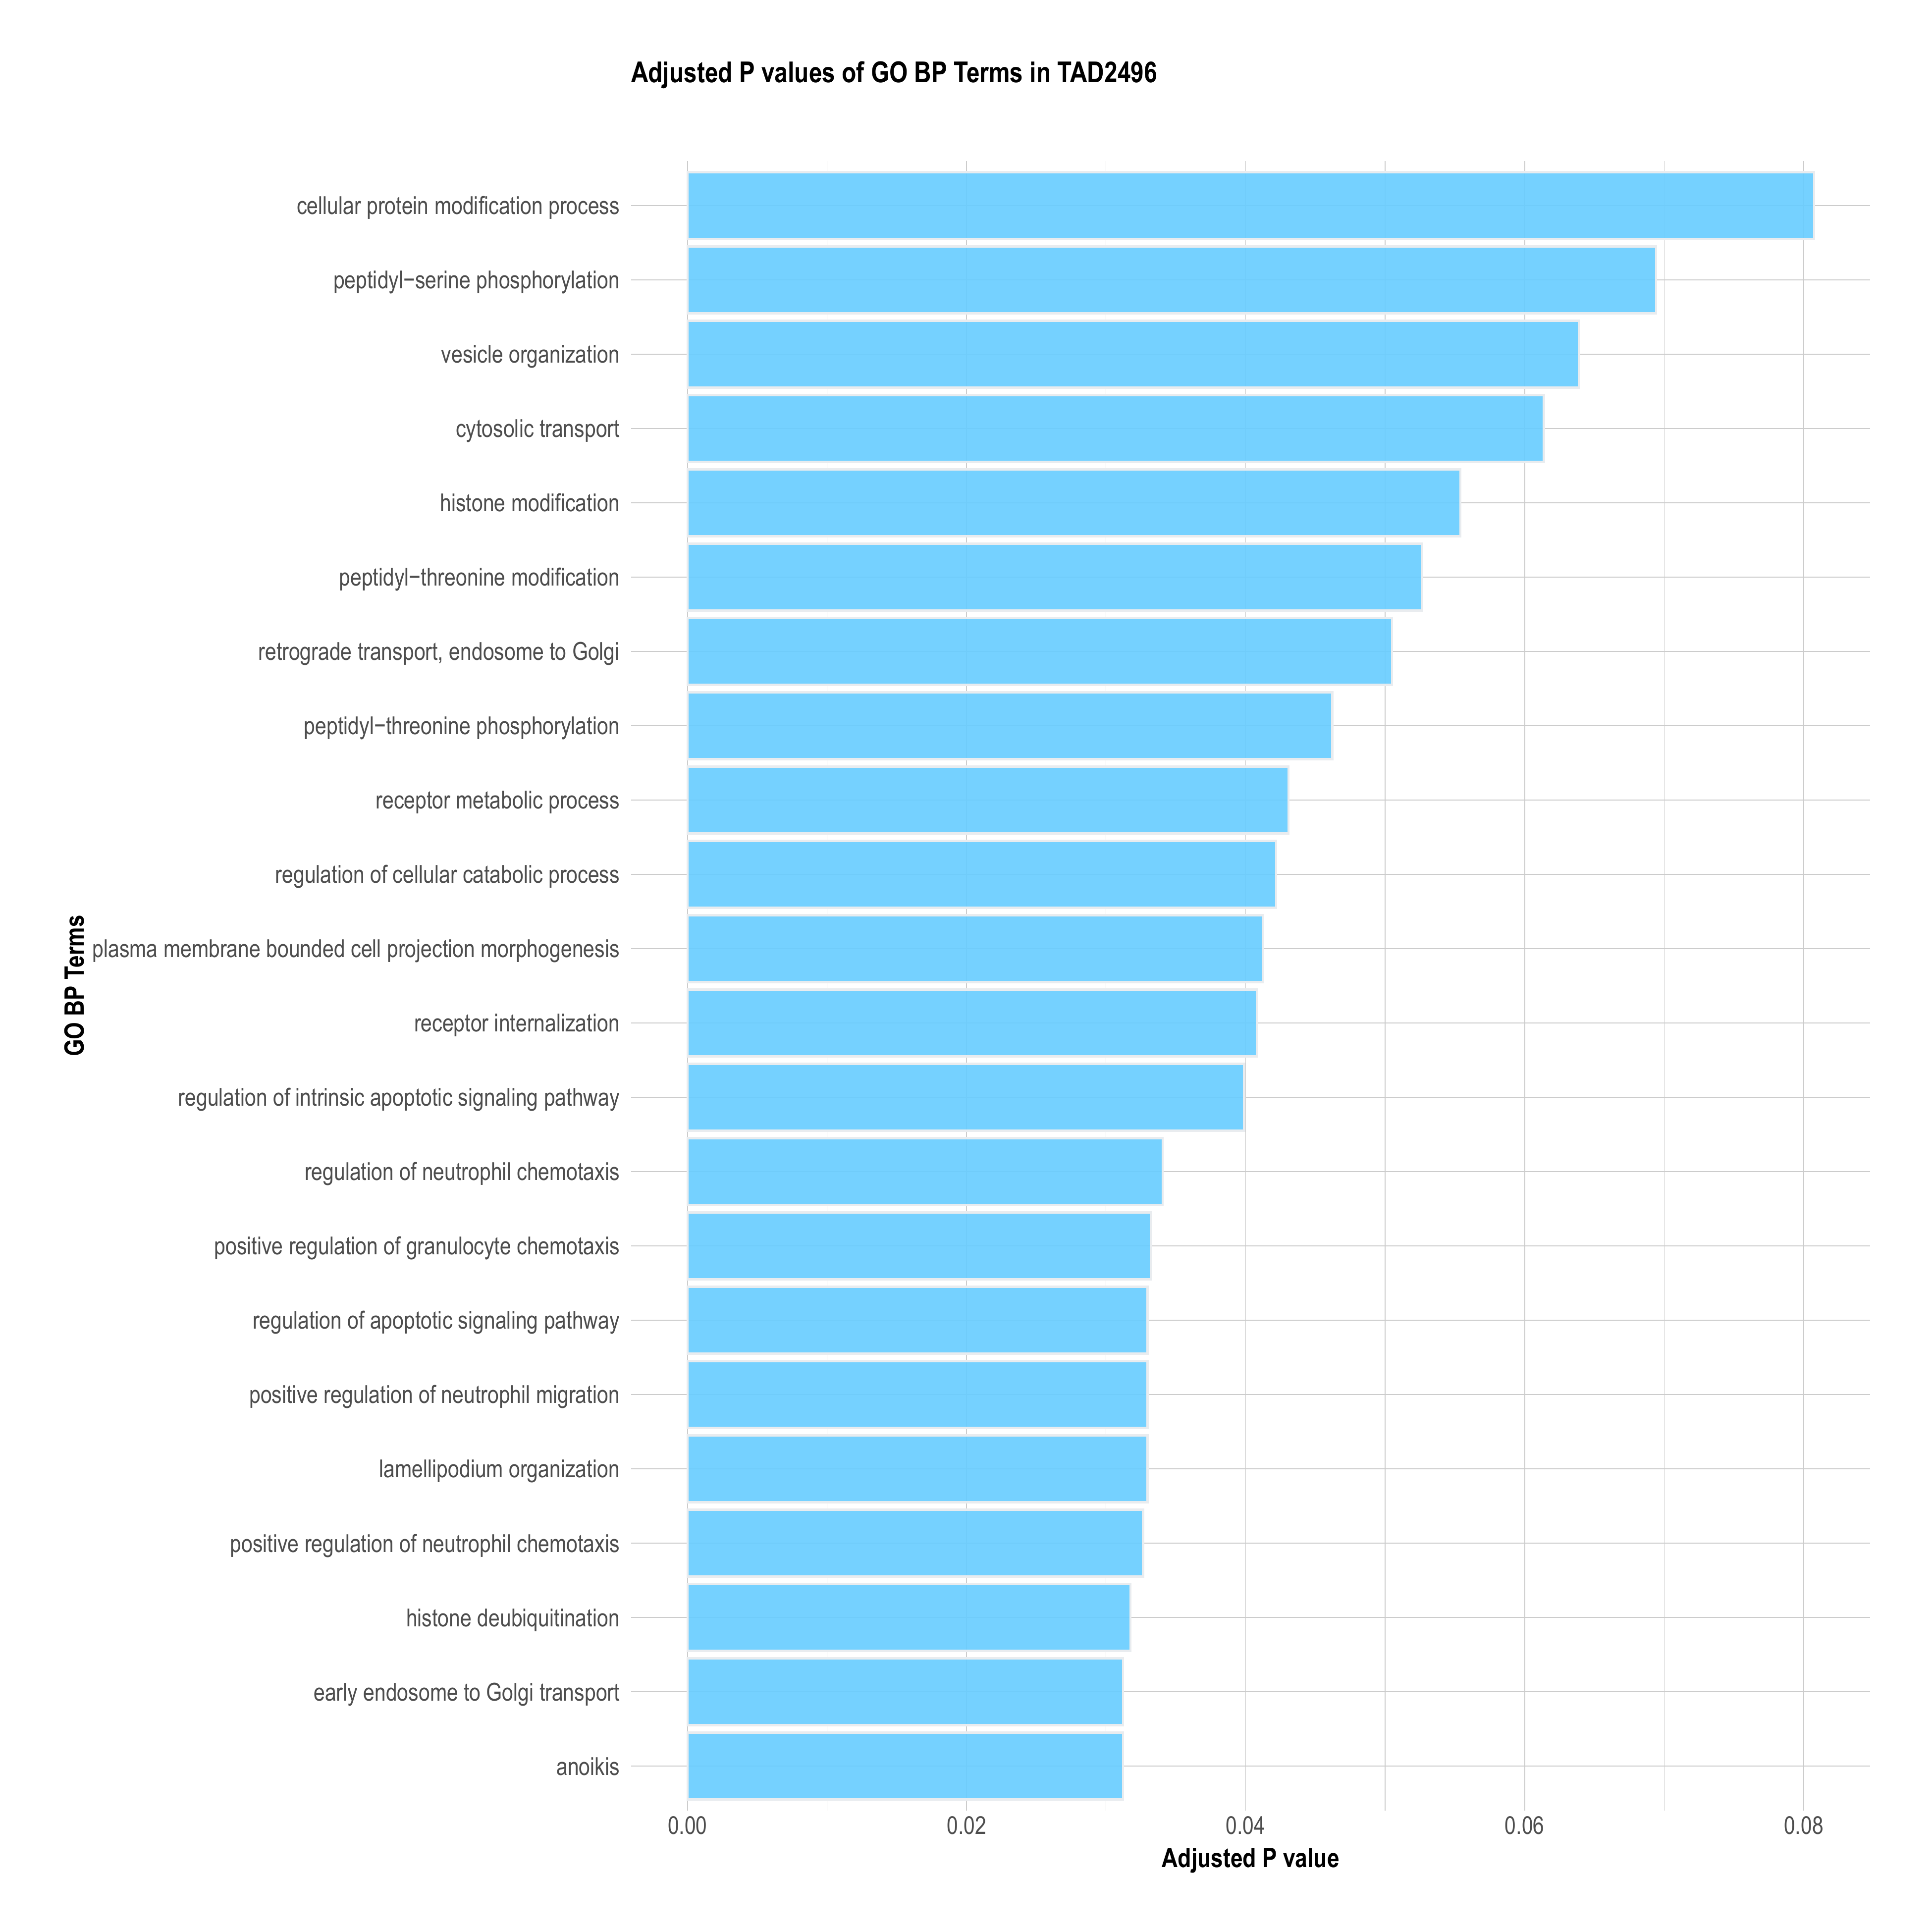 Adjusted P values of GO BP Terms in TAD2496
cellular protein modification process
peptidyl−serine phosphorylation
vesicle organization
cytosolic transport
histone modification
peptidyl−threonine modification
retrograde transport, endosome to Golgi
peptidyl−threonine phosphorylation
receptor metabolic process
regulation of cellular catabolic process
plasma membrane bounded cell projection morphogenesis
receptor internalization
regulation of intrinsic apoptotic signaling pathway
regulation of neutrophil chemotaxis
positive regulation of granulocyte chemotaxis
regulation of apoptotic signaling pathway
positive regulation of neutrophil migration
lamellipodium organization
positive regulation of neutrophil chemotaxis
histone deubiquitination
early endosome to Golgi transport
anoikis
GO BP Terms
0.00 0.02 0.04 0.06 0.08
Adjusted P value